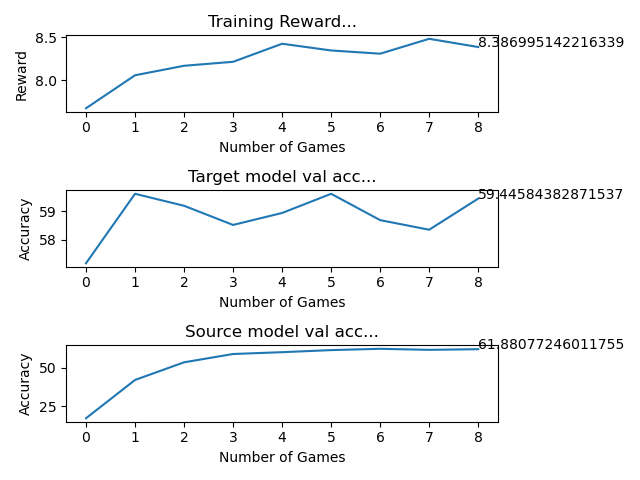 Training Reward...
8.5
8.386995142216339
8.0
Reward
0 1 2 3 4 5 6 7 8
Number of Games
Target model val acc...
59.44584382871537
59
58
Accuracy
0 1 2 3 4 5 6 7 8
Number of Games
Source model val acc...
61.88077246011755
50
25
Accuracy
0 1 2 3 4 5 6 7 8
Number of Games